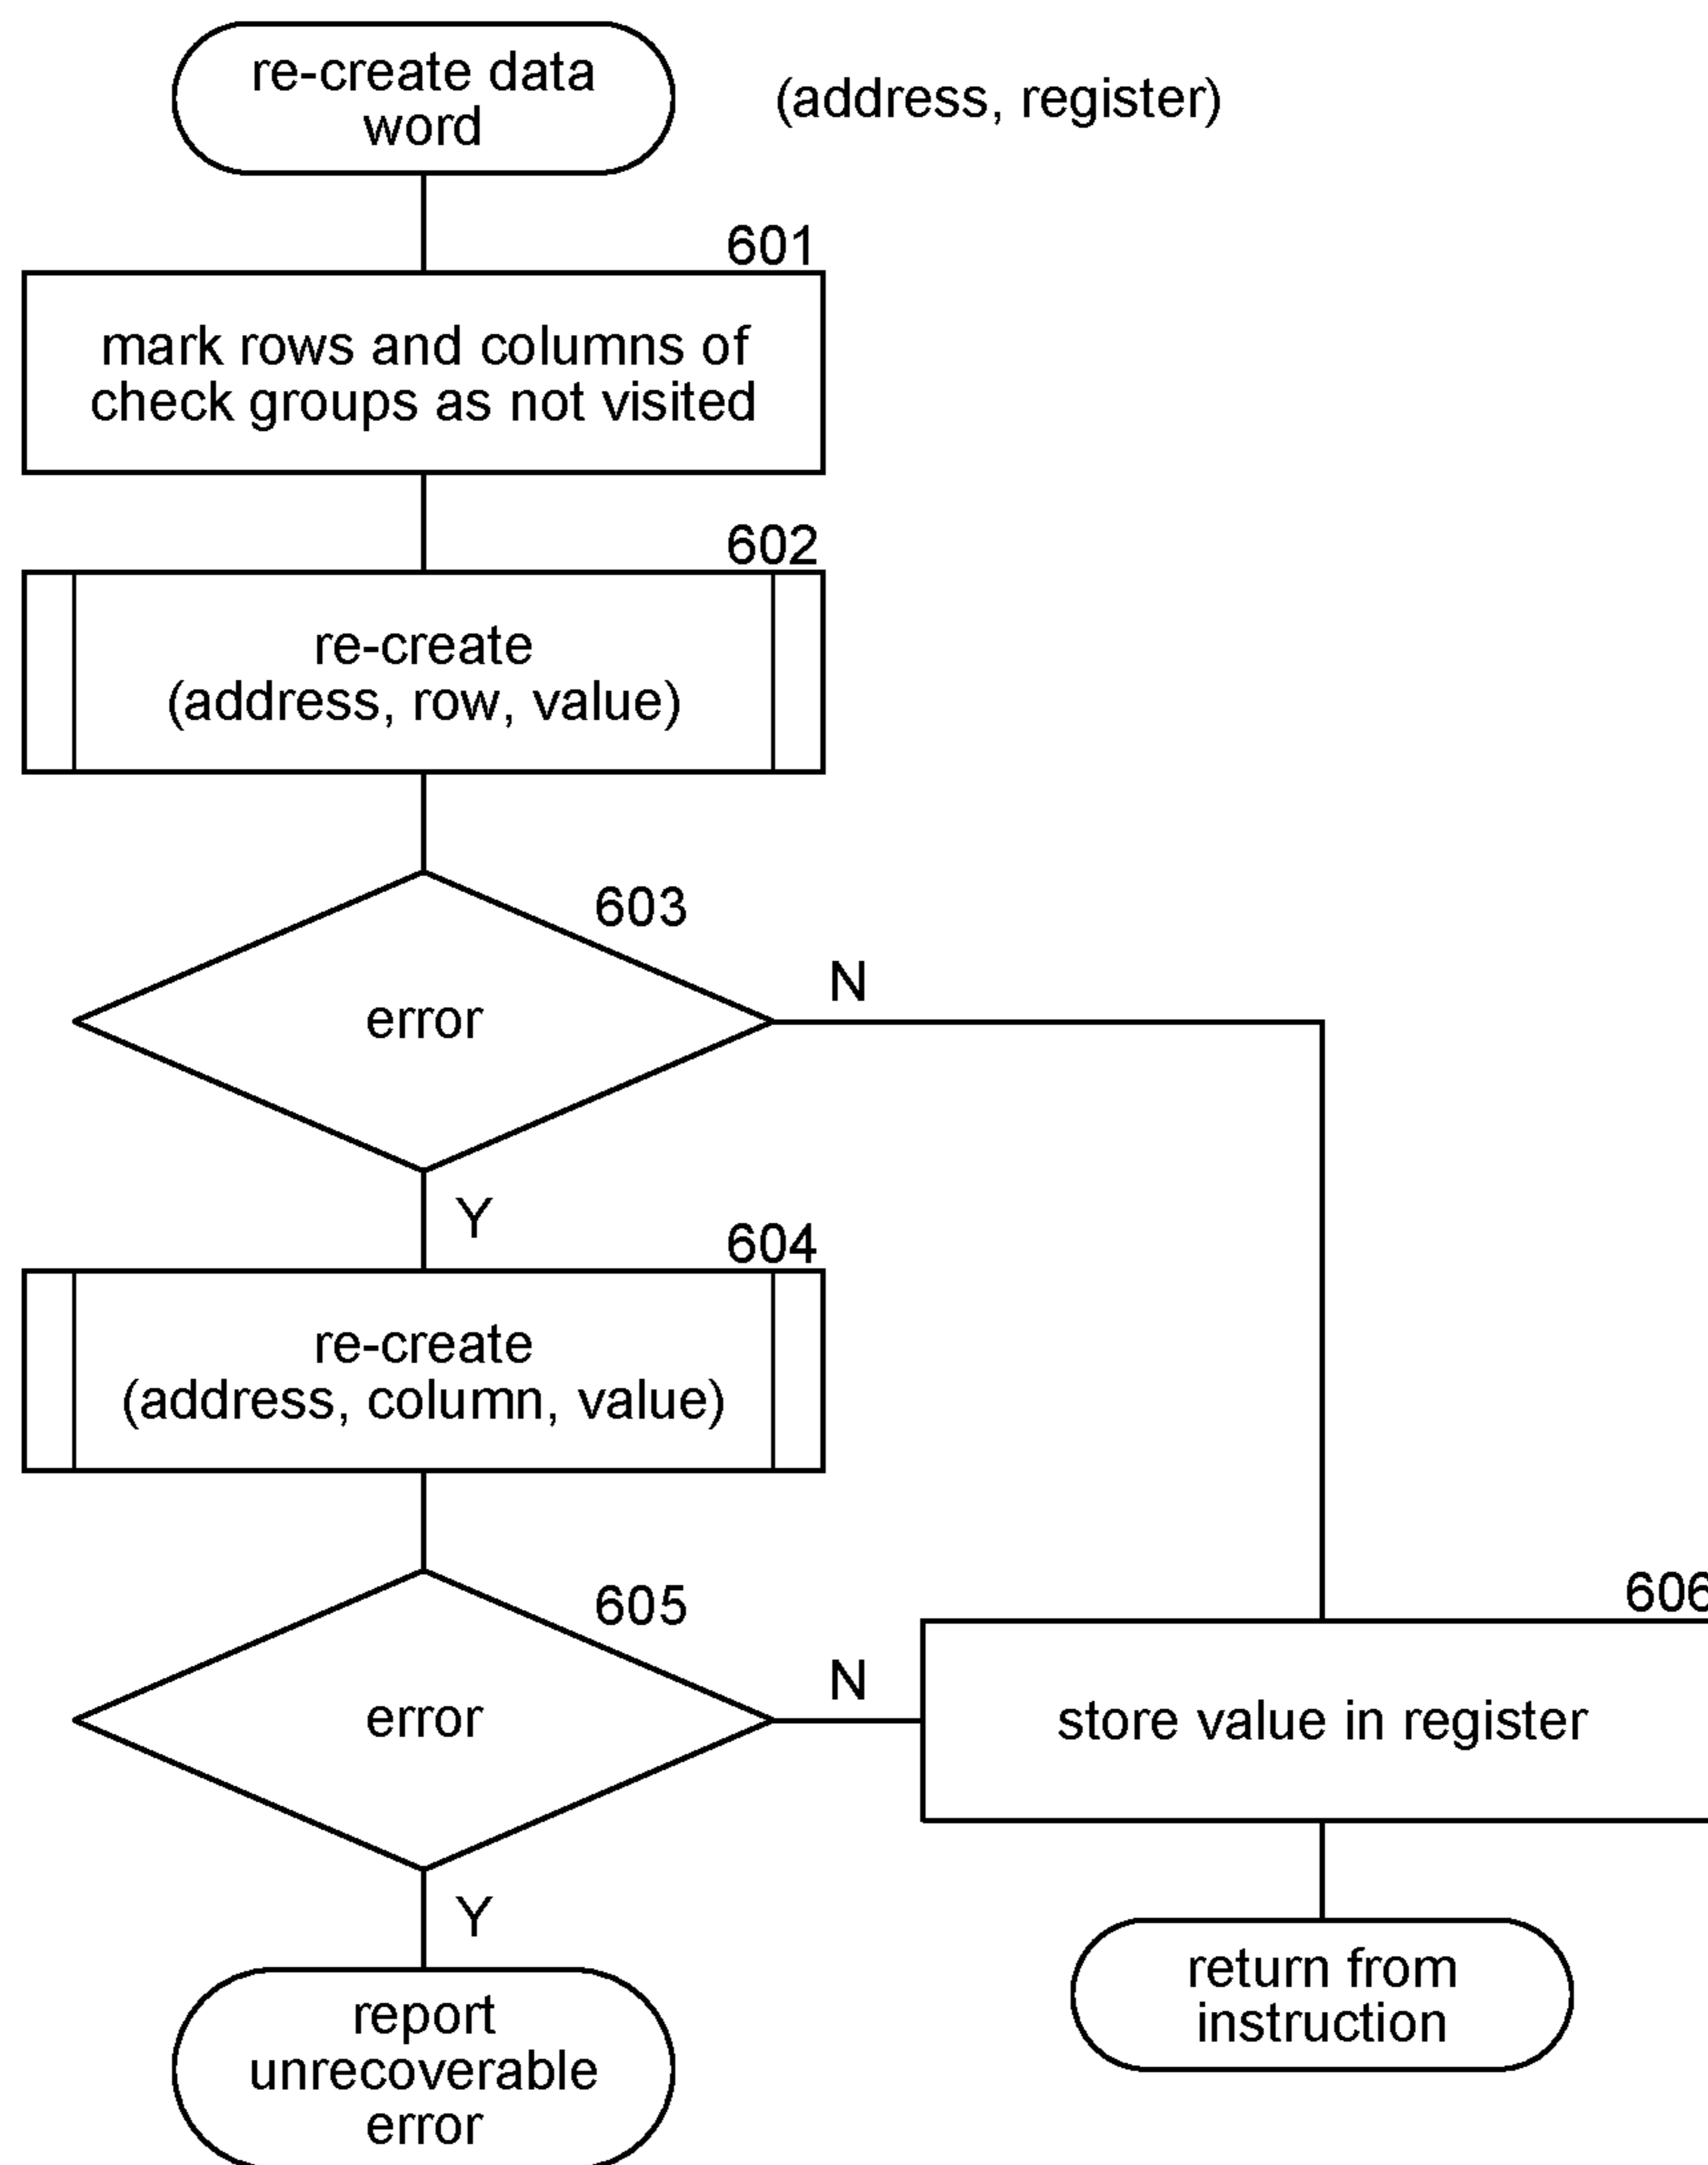 re-create data
word
(address, register)
601
mark rows and columns of
check groups as not visited
602
re-create
(address, row, value)
603
error
N
Y
604
re-create
(address, column, value)
605
error
N
606
store value in register
Y
report
unrecoverable
error
return from
instruction